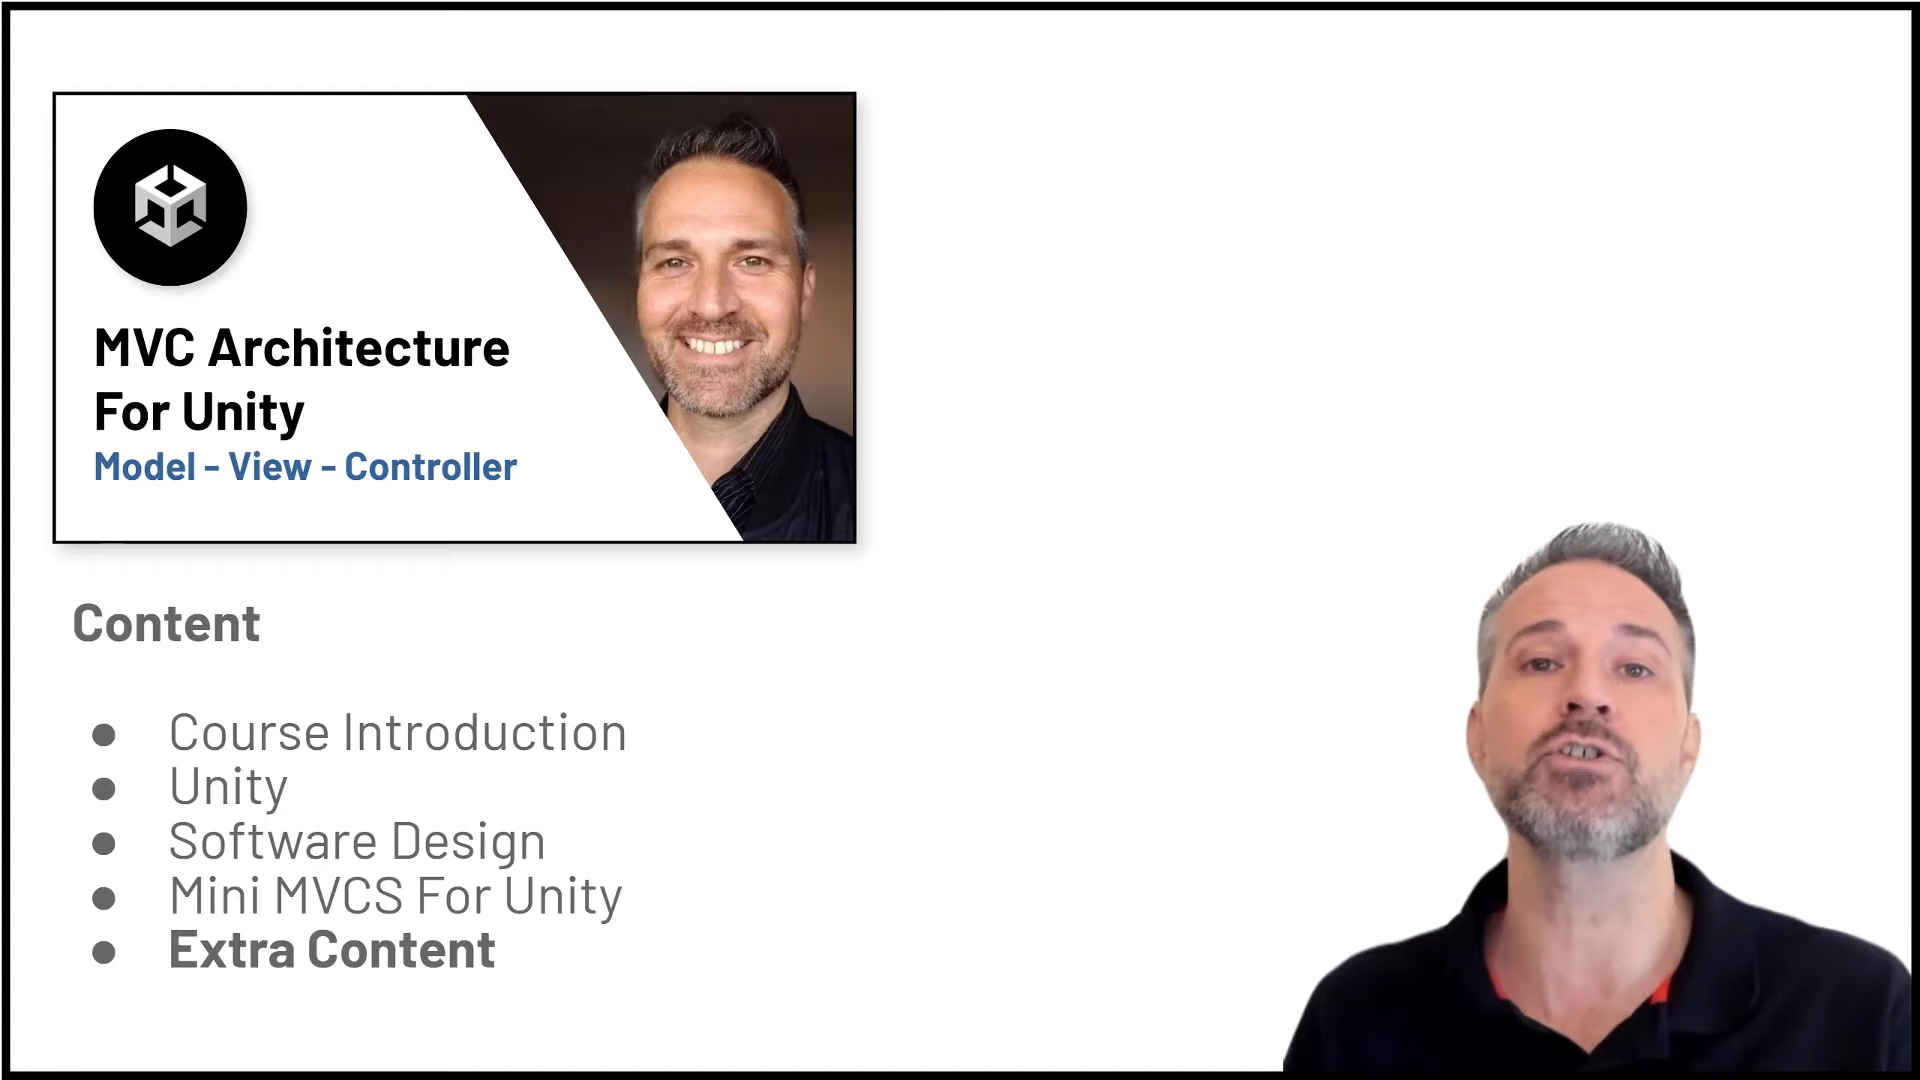 MVC Architecture
For Unity
Model - View - Controller
Content
Course Introduction
Unity
Software Design
Mini MVCS For Unity
Extra Content